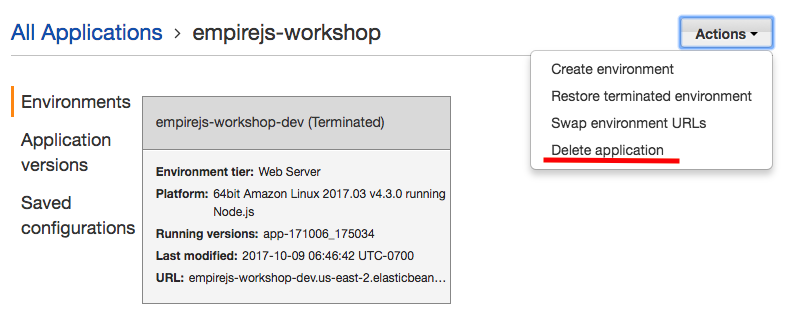 All Applications > empirejs-workshop
Actions
Create environment
Restore terminated environment
Swap environment URLs
Delete application
Environments
Application
versions
Saved
configurations
empirejs-workshop-dev (Terminated)
Environment tier: Web Server
Platform: 64bit Amazon Linux 2017.03 v4.3.0 running
Node.js
Running versions: app-171006_175034
Last modified: 2017-10-09 06:46:42 UTC-0700
URL: empirejs-workshop-dev.us-east-2.elasticbean…